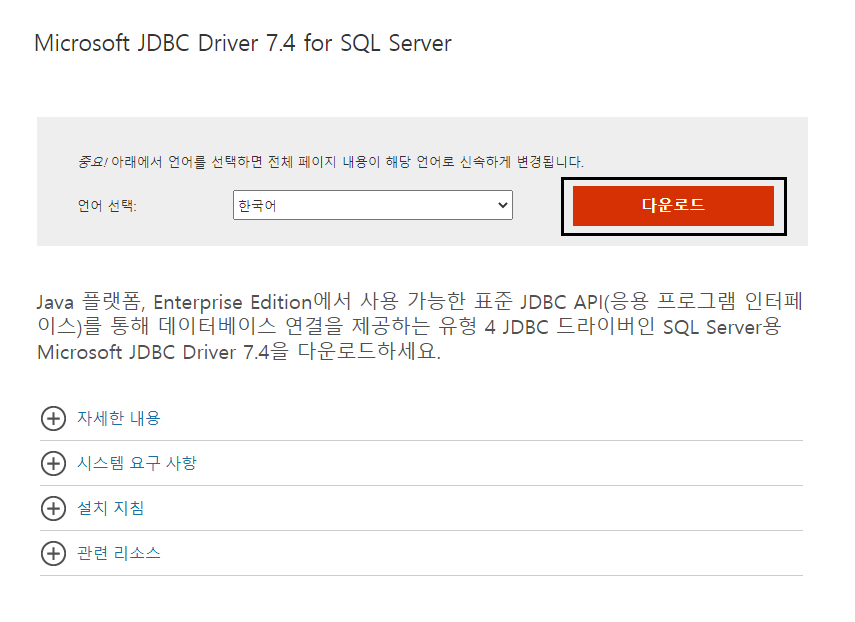 Microsoft JDBC Driver 7.4 for SQL Server
중요! 아래에서 언어를 선택하면 전체 페이지 내용이 해당 언어로 신속하게 변경됩니다.
언어 선택: 한국어 다운로드
Java 플랫폼, Enterprise Edition에서 사용 가능한 표준 JDBC API(응용 프로그램 인터페
이스)를 통해 데이터베이스 연결을 제공하는 유형 4 JDBC 드라이버인 SQL Server용
Microsoft JDBC Driver 7.4을 다운로드하세요.
자세한 내용
시스템 요구 사항
설치 지침
관련 리소스